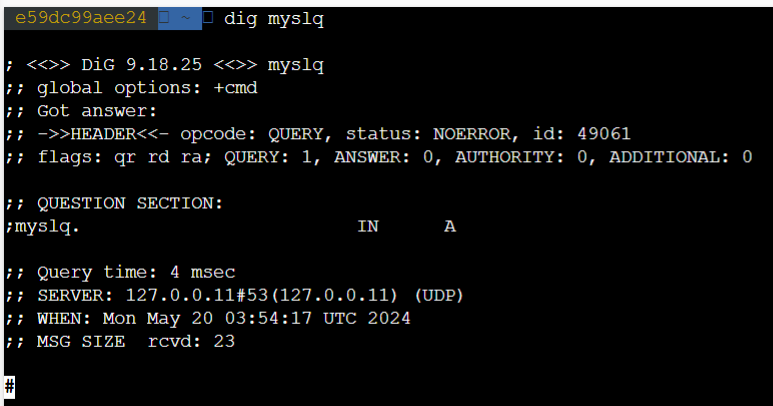 e59dc99aee24 ~ dig myslq
; <<>> DiG 9.18.25 <<>> myslq
;; global options: +cmd
;; Got answer:
;; ->>HEADER<<- opcode: QUERY, status: NOERROR, id: 49061
;; flags: qr rd ra; QUERY: 1, ANSWER: 0, AUTHORITY: 0, ADDITIONAL: 0
;; QUESTION SECTION:
;myslq. IN A
;; Query time: 4 msec
;; SERVER: 127.0.0.11#53(127.0.0.11) (UDP)
;; WHEN: Mon May 20 03:54:17 UTC 2024
;; MSG SIZE rcvd: 23
#